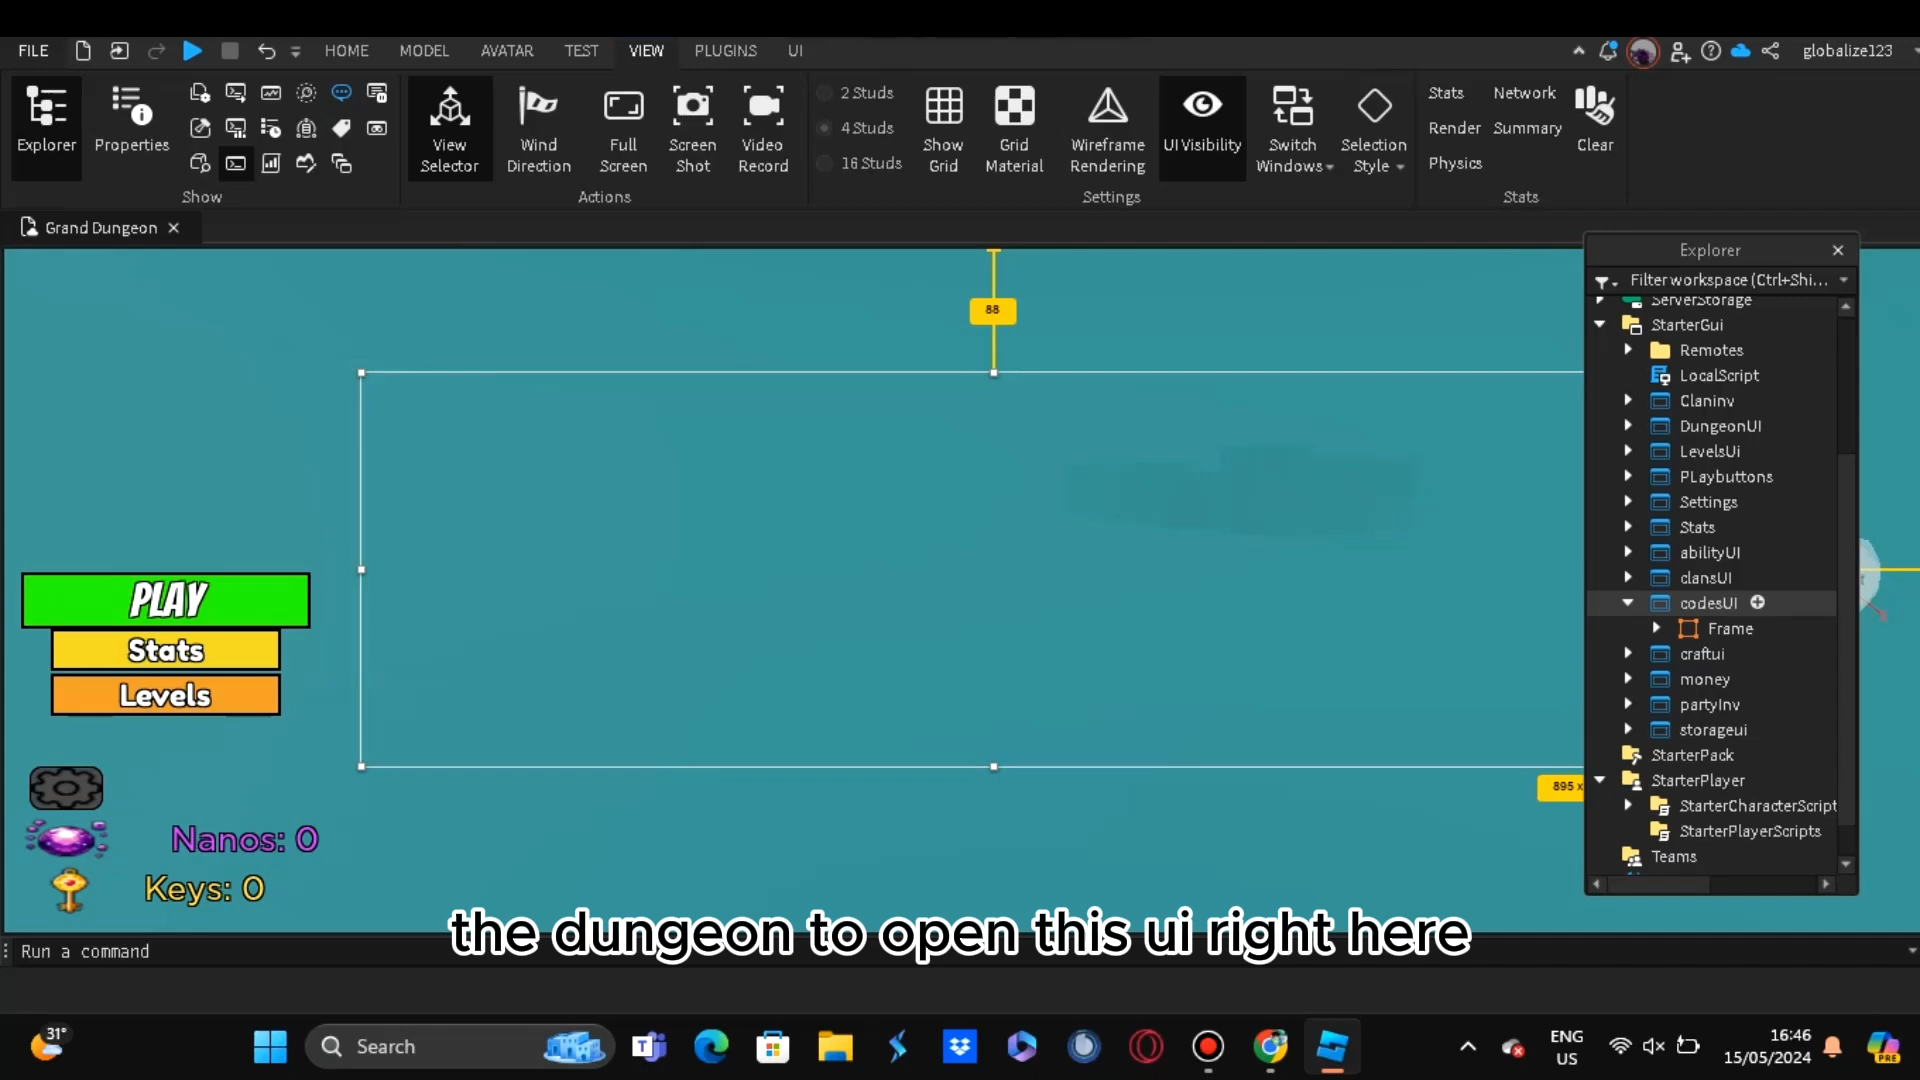 FILE HOME MODEL AVATAR TEST VIEW PLUGINS UI globalize123
Explorer Properties View Selector Wind Direction Full Screen Screen Shot Video Record 2 Studs 4 Studs 16 Studs Show Grid Grid Material Wireframe Rendering UI Visibility Switch Windows Selection Style Stats Network Render Summary Physics Clear
Show Actions Settings Stats
Grand Dungeon
Explorer
Filter workspace (Ctrl+Shi...
ServerStorage
StarterGui
Remotes
LocalScript
Claninv
DungeonUI
LevelsUi
PLaybuttons
Settings
Stats
abilityUI
clansUI
codesUI
Frame
craftui
money
partyInv
storageui
StarterPack
StarterPlayer
StarterCharacterScript
StarterPlayerScripts
Teams
88
895 x
PLAY
Stats
Levels
Nanos: 0
Keys: 0
the dungeon to open this ui right here
Run a command
31°
Search
ENG
US
16:46
15/05/2024
PRE